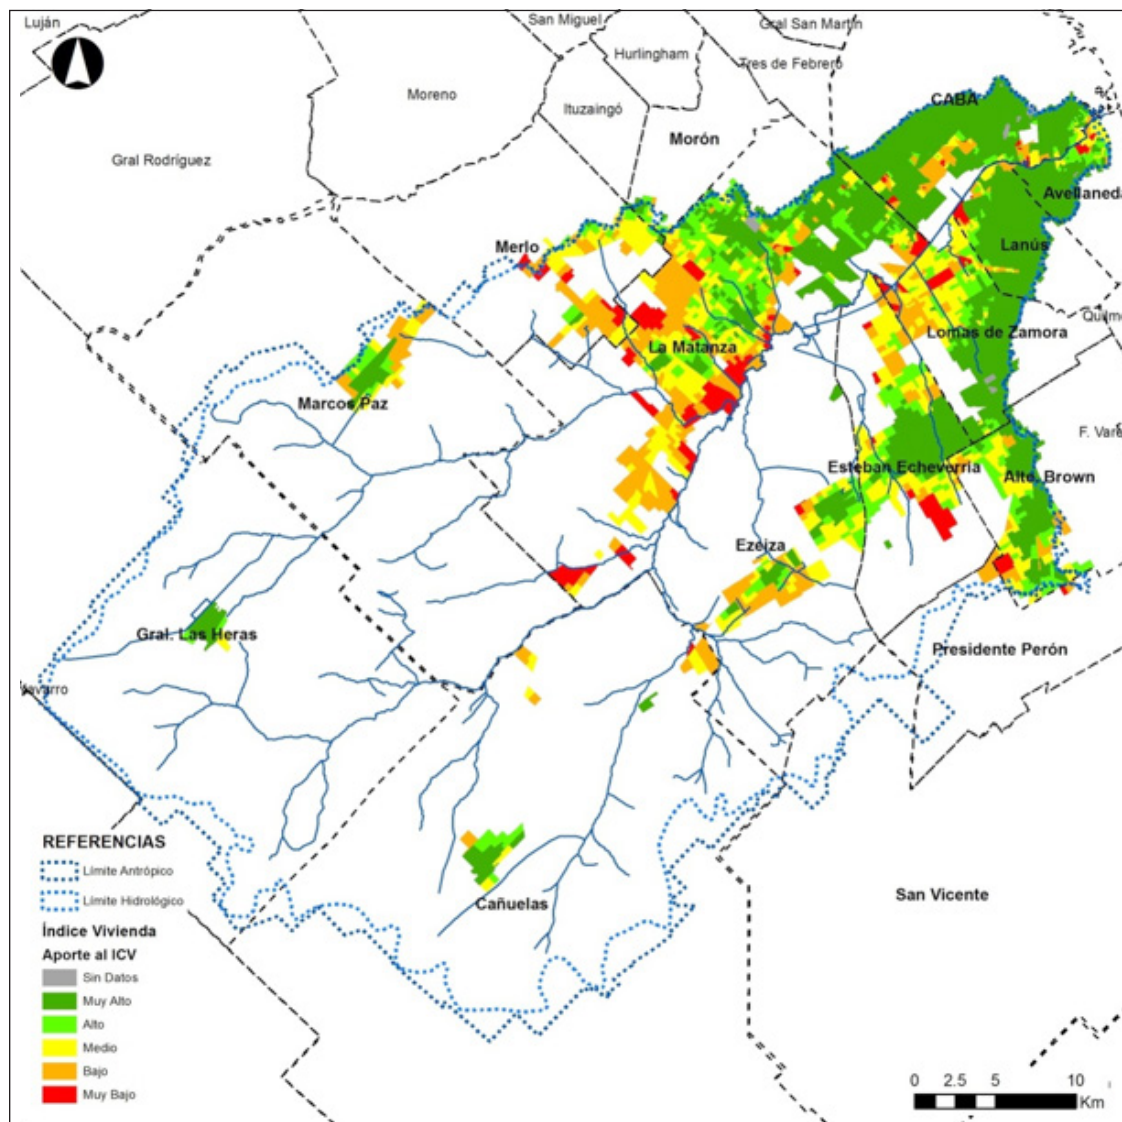 Luján
San Miguel
Gral San Martín
Hurlingham
Tres de Febrero
Moreno
Ituzaingó
CABA
Morón
Gral Rodríguez
Avellaneda
Merlo
Lanús
Quilme
Lomas de Zamora
La Matanza
Marcos Paz
F. Vare
Esteban Echeverria
Alte. Brown
Ezeiza
Gral. Las Heras
Presidente Perón
Navarro
San Vicente
Cañuelas
REFERENCIAS
Límite Antrópico
Límite Hidrológico
Índice Vivienda
Aporte al ICV
Sin Datos
Muy Alto
Alto
Medio
Bajo
Muy Bajo
0 2.5 5 10
Km